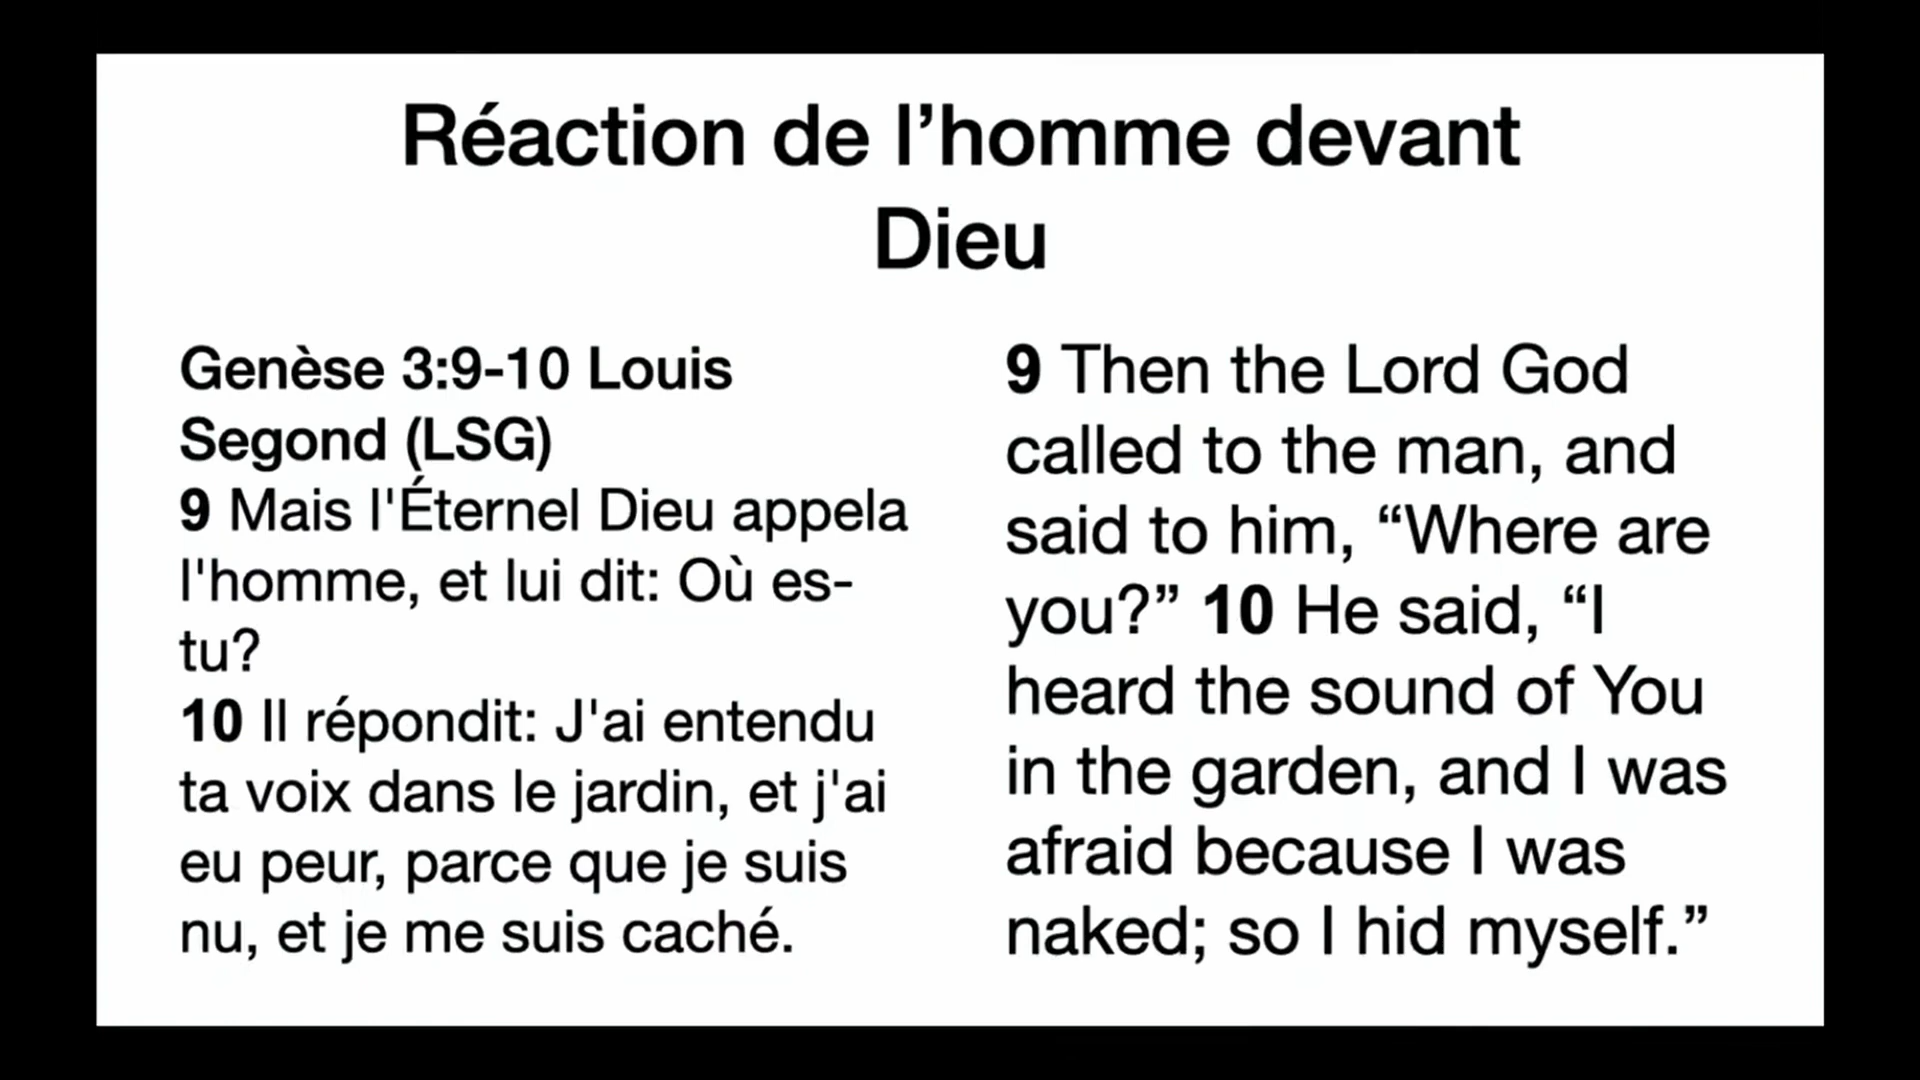 Réaction de l’homme devant
Dieu
Genèse 3:9-10 Louis
Segond (LSG)
9 Mais l'Éternel Dieu appela
l'homme, et lui dit: Où es-
tu?
10 Il répondit: J'ai entendu
ta voix dans le jardin, et j'ai
eu peur, parce que je suis
nu, et je me suis caché.
9 Then the Lord God
called to the man, and
said to him, “Where are
you?” 10 He said, “I
heard the sound of You
in the garden, and I was
afraid because I was
naked; so I hid myself.”